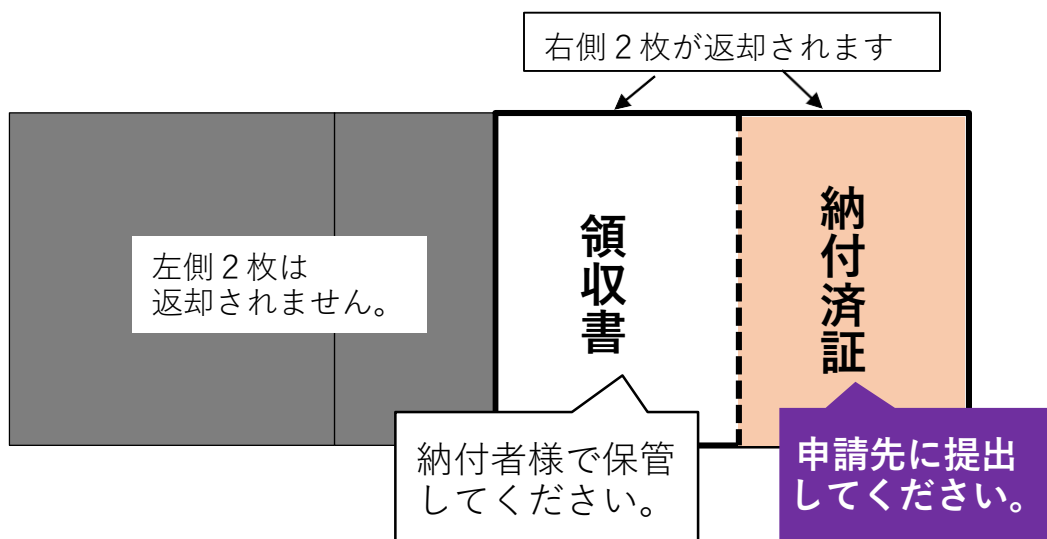 右側２枚が返却されます
左側２枚は
返却されません。
領収書
納付済証
納付者様で保管
してください。
申請先に提出
してください。